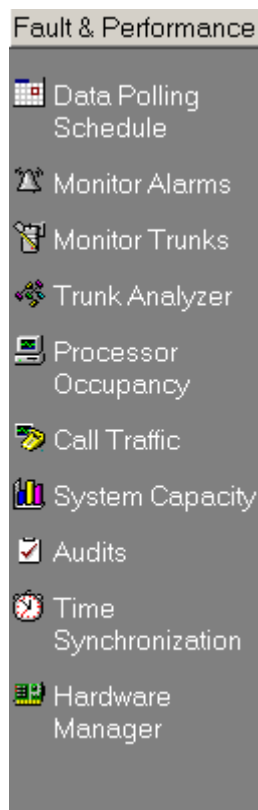 Fault & Performance
Data Polling
Schedule
Monitor Alarms
Monitor Trunks
Trunk Analyzer
Processor
Occupancy
Call Traffic
System Capacity
Audits
Time
Synchronization
Hardware
Manager